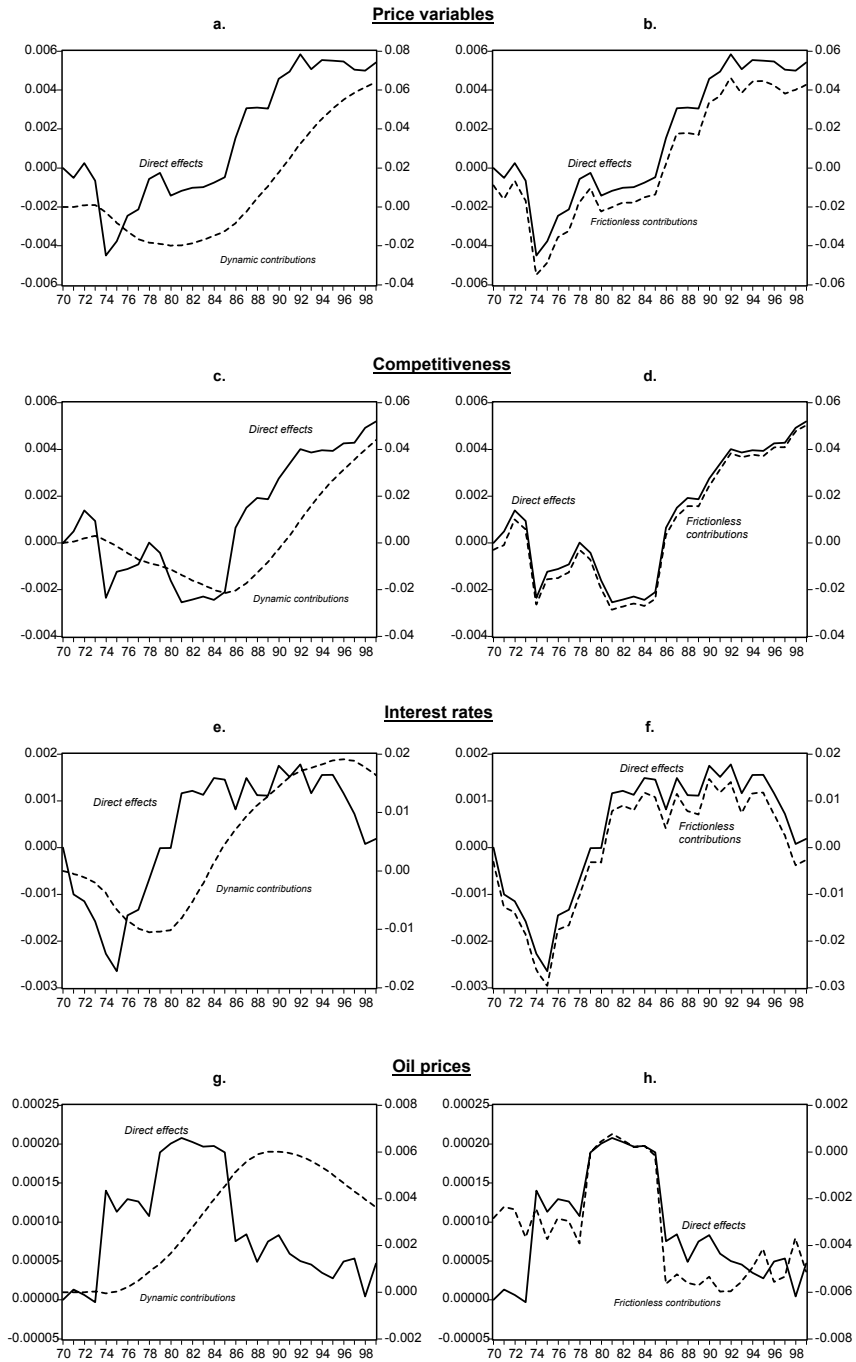 Price variables
a.
b.
0.006
0.004
0.002
0.000
-0.002
-0.004
-0.006
0.08
0.06
0.04
0.02
0.00
-0.02
-0.04
Direct effects
Dynamic contributions
70 72 74 76 78 80 82 84 86 88 90 92 94 96 98
0.006
0.004
0.002
0.000
-0.002
-0.004
-0.006
0.06
0.04
0.02
0.00
-0.02
-0.04
-0.06
Direct effects
Frictionless contributions
70 72 74 76 78 80 82 84 86 88 90 92 94 96 98
Competitiveness
c.
d.
0.006
0.004
0.002
0.000
-0.002
-0.004
0.06
0.04
0.02
0.00
-0.02
-0.04
Direct effects
Dynamic contributions
70 72 74 76 78 80 82 84 86 88 90 92 94 96 98
0.006
0.004
0.002
0.000
-0.002
-0.004
0.06
0.04
0.02
0.00
-0.02
-0.04
Direct effects
Frictionless
contributions
70 72 74 76 78 80 82 84 86 88 90 92 94 96 98
Interest rates
e.
f.
0.002
0.001
0.000
-0.001
-0.002
-0.003
0.02
0.01
0.00
-0.01
-0.02
Direct effects
Dynamic contributions
70 72 74 76 78 80 82 84 86 88 90 92 94 96 98
0.002
0.001
0.000
-0.001
-0.002
-0.003
0.02
0.01
0.00
-0.01
-0.02
-0.03
Direct effects
Frictionless
contributions
70 72 74 76 78 80 82 84 86 88 90 92 94 96 98
Oil prices
g.
h.
0.00025
0.00020
0.00015
0.00010
0.00005
0.00000
-0.00005
0.008
0.006
0.004
0.002
0.000
-0.002
Direct effects
Dynamic contributions
70 72 74 76 78 80 82 84 86 88 90 92 94 96 98
0.00025
0.00020
0.00015
0.00010
0.00005
0.00000
-0.00005
0.002
0.000
-0.002
-0.004
-0.006
-0.008
Direct effects
Frictionless contributions
70 72 74 76 78 80 82 84 86 88 90 92 94 96 98